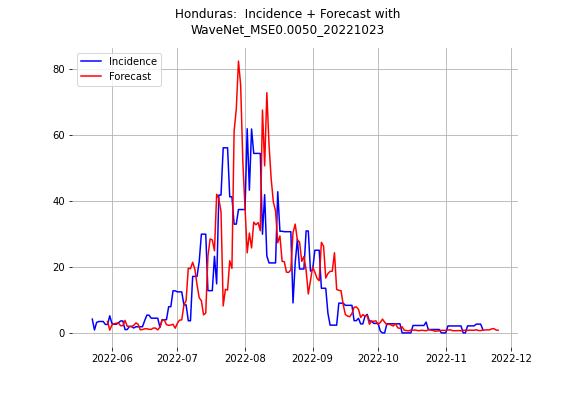 Honduras:  Incidence + Forecast with
WaveNet_MSE0.0050_20221023
Incidence
Forecast
80
60
40
20
0
2022-06 2022-07 2022-08 2022-09 2022-10 2022-11 2022-12